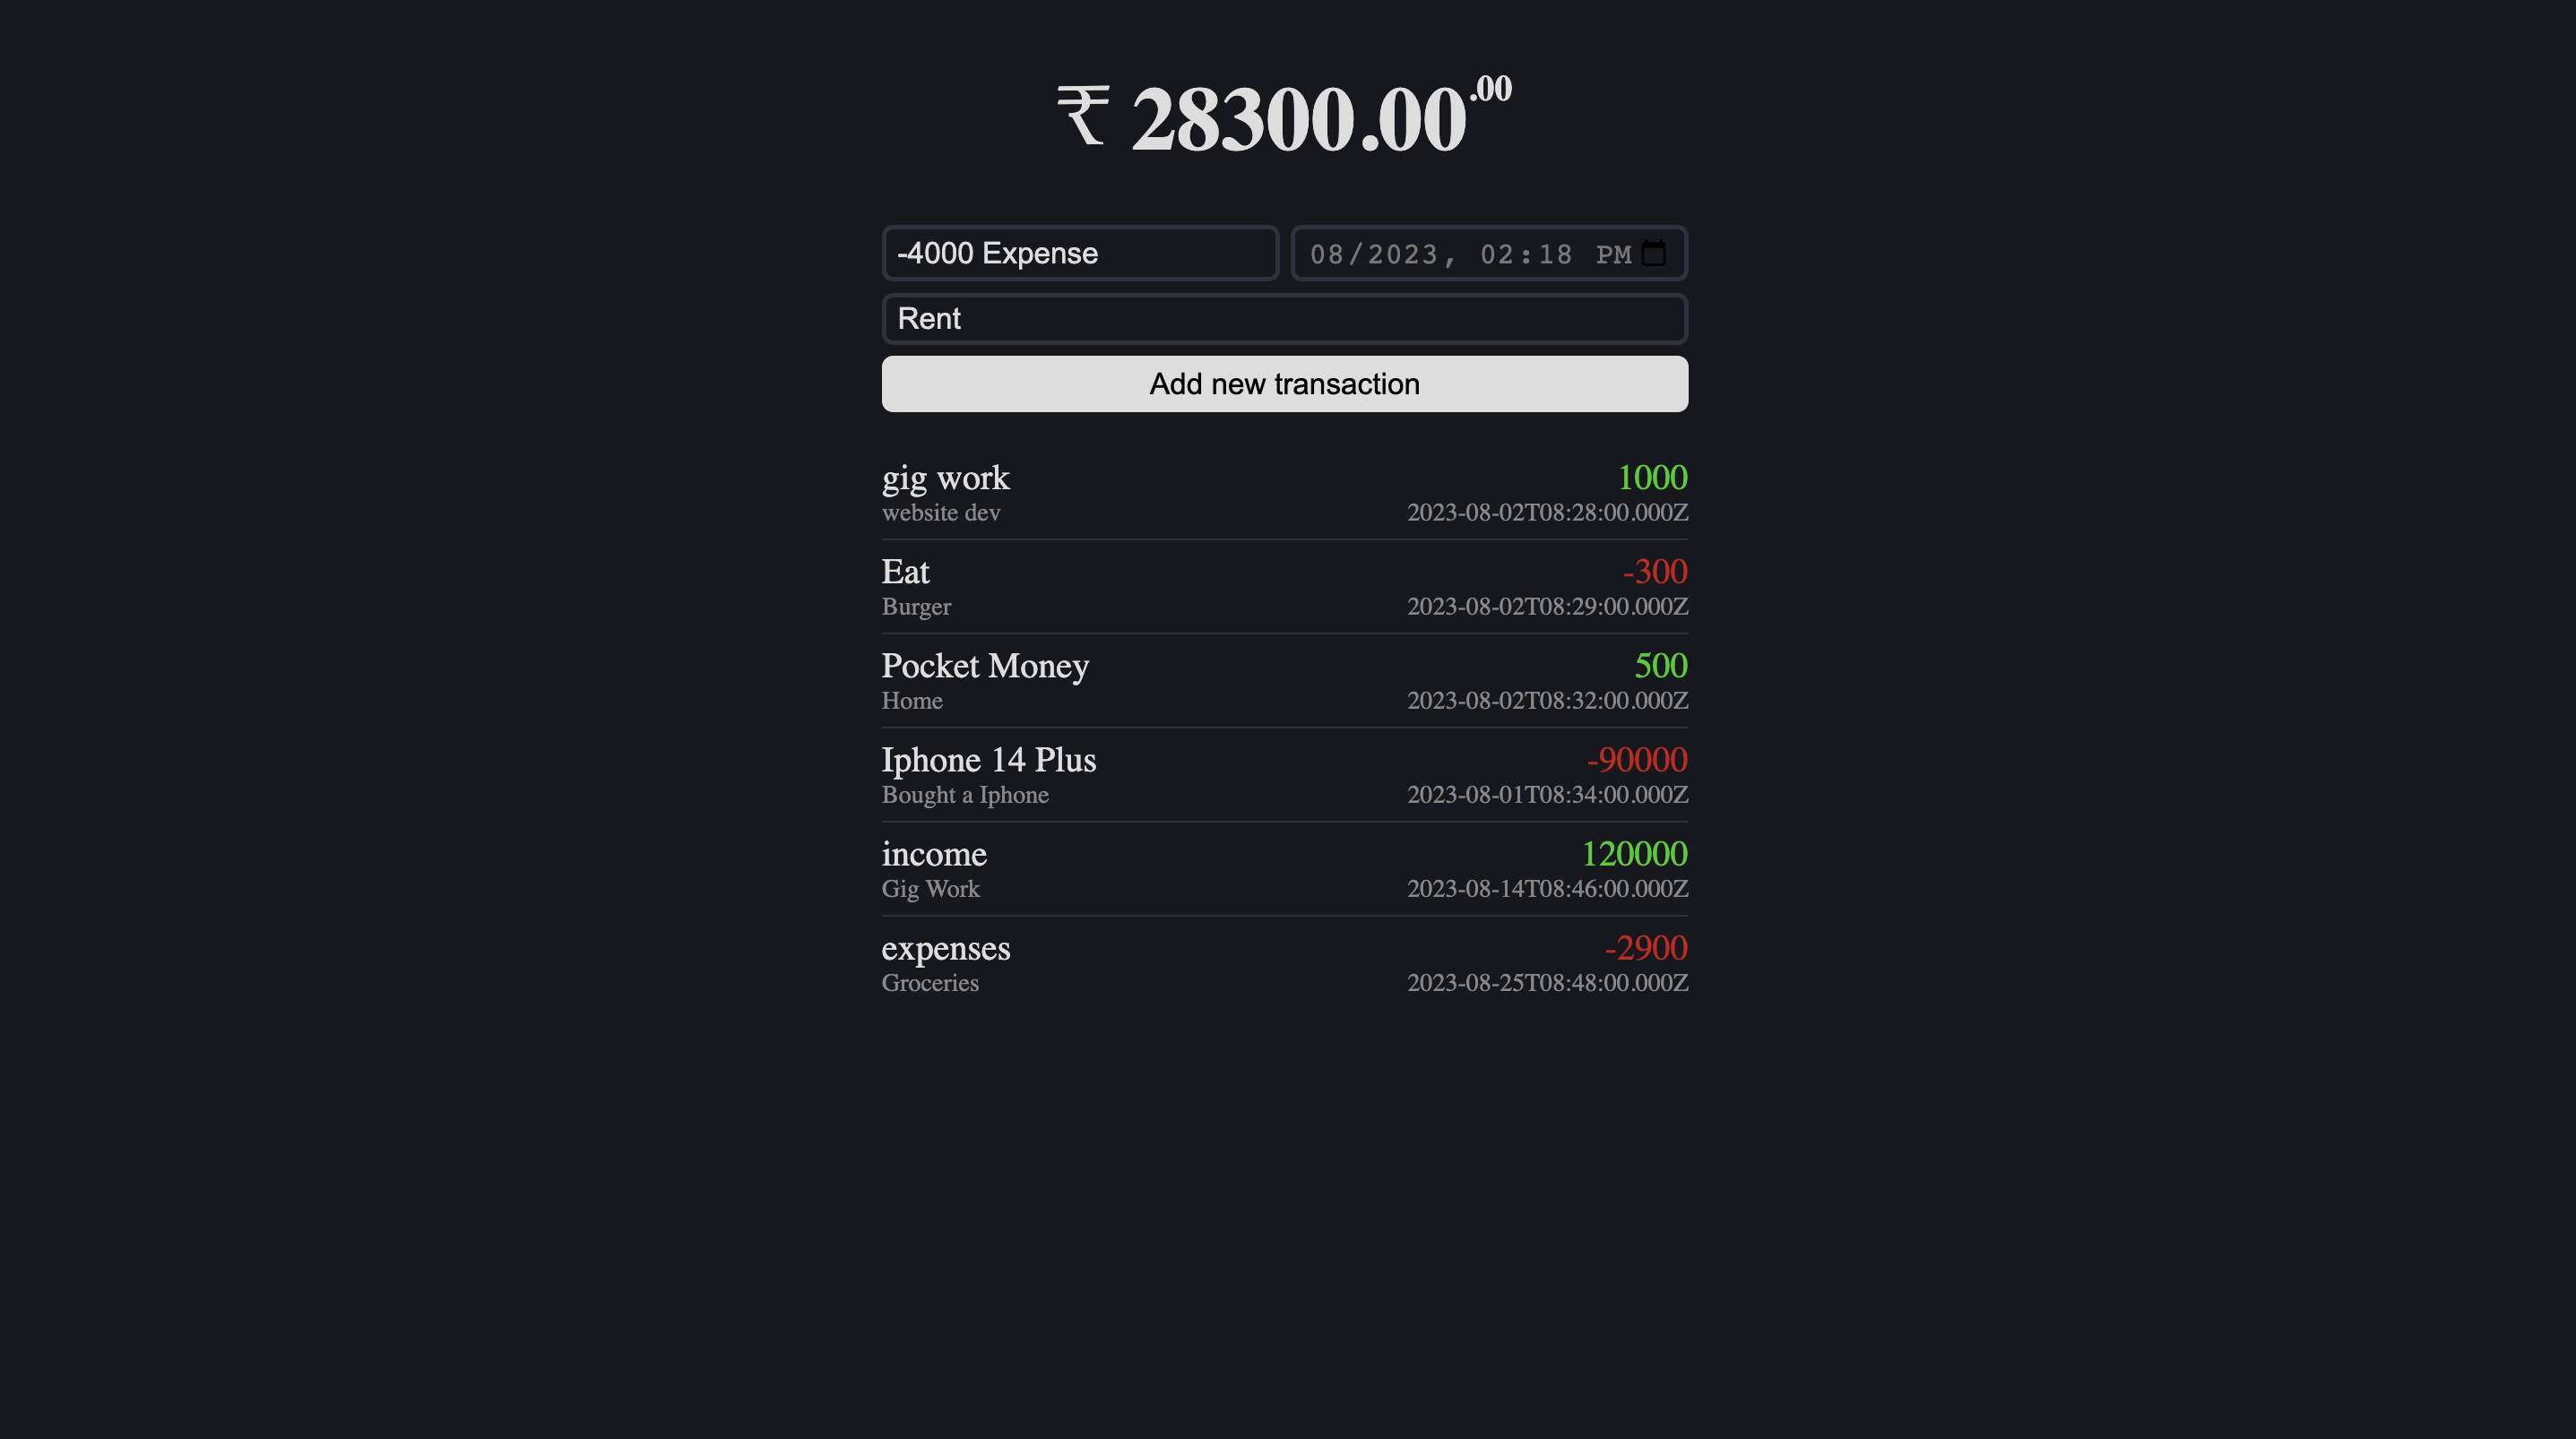 ₹ 28300.00.00
-4000 Expense
08/2023, 02:18 PM
Rent
Add new transaction
gig work 1000
website dev 2023-08-02T08:28:00.000Z
Eat -300
Burger 2023-08-02T08:29:00.000Z
Pocket Money 500
Home 2023-08-02T08:32:00.000Z
Iphone 14 Plus -90000
Bought a Iphone 2023-08-01T08:34:00.000Z
income 120000
Gig Work 2023-08-14T08:46:00.000Z
expenses -2900
Groceries 2023-08-25T08:48:00.000Z